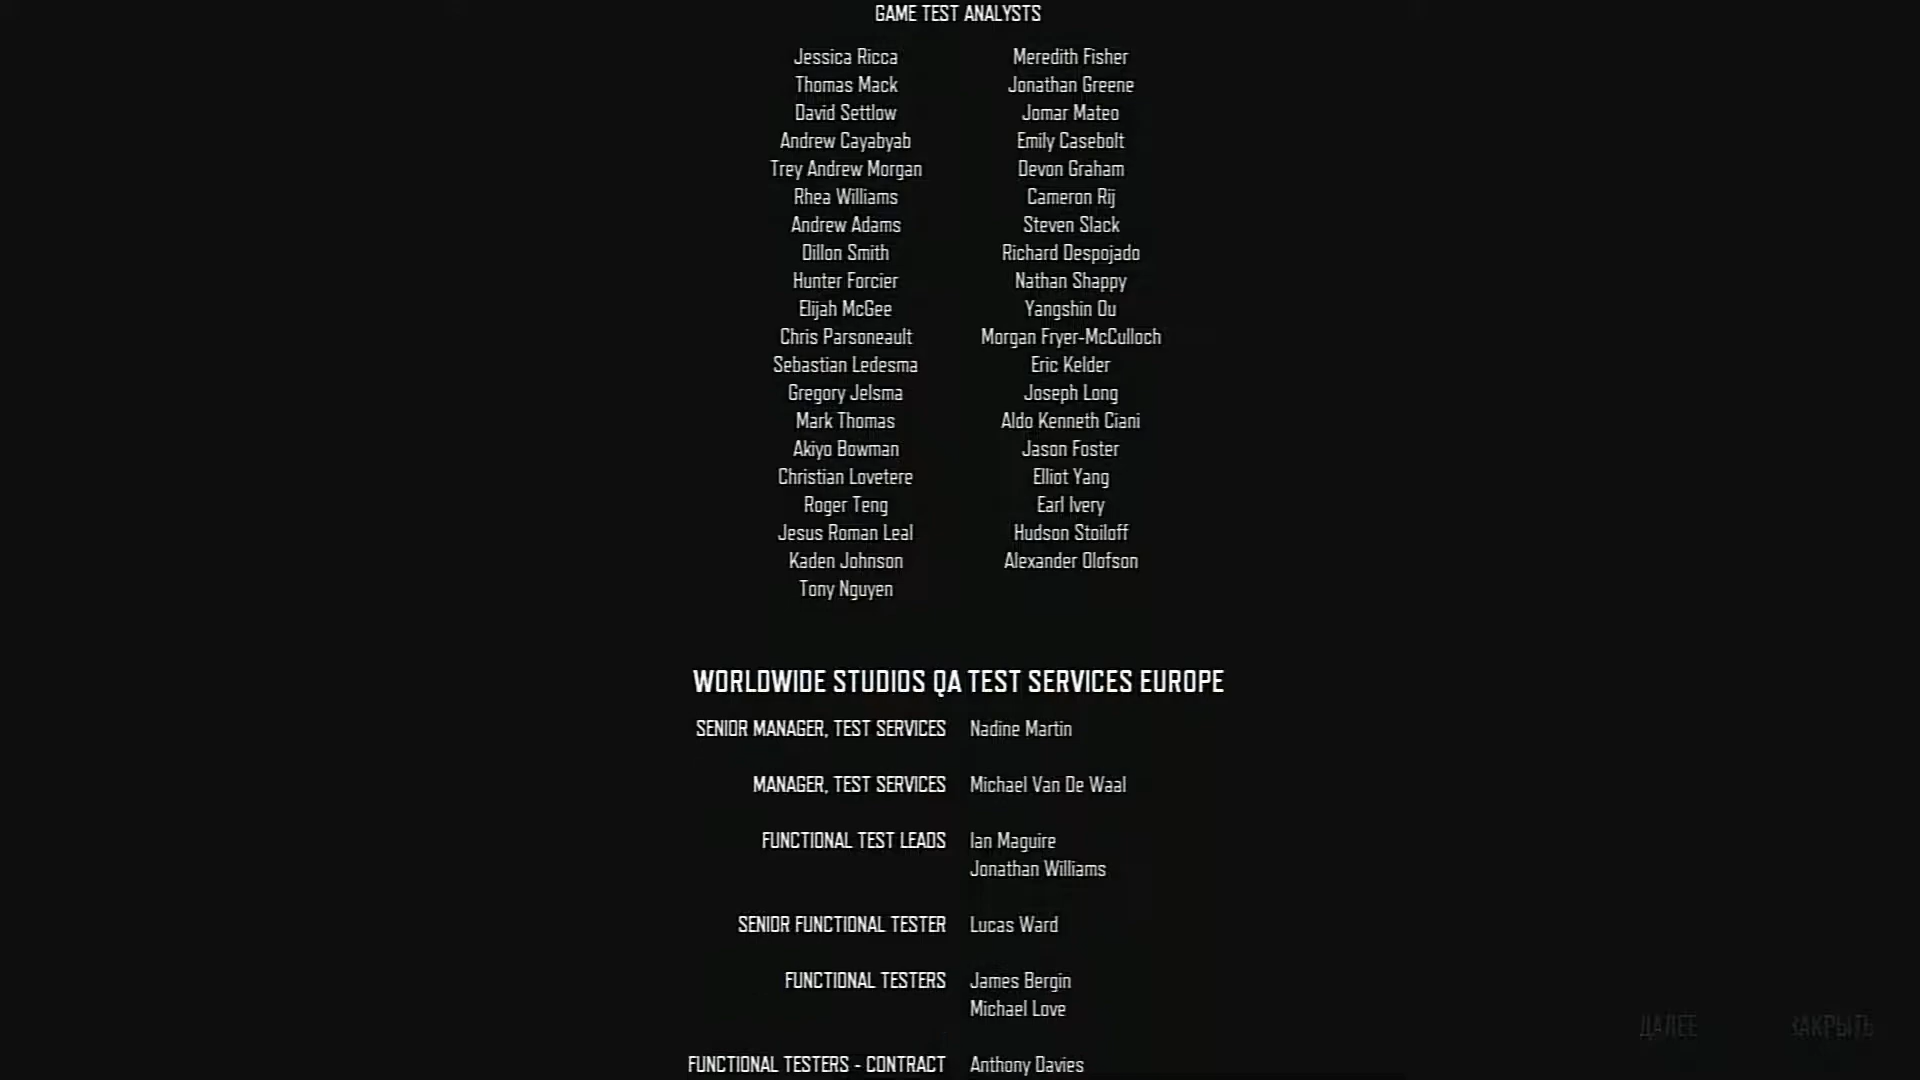 GAME TEST ANALYSTS
Jessica Ricca Meredith Fisher
Thomas Mack Jonathan Greene
David Settlow Jomar Mateo
Andrew Cayabyab Emily Casebolt
Trey Andrew Morgan Devon Graham
Rhea Williams Cameron Rij
Andrew Adams Steven Slack
Dillon Smith Richard Despojado
Hunter Forcier Nathan Shappy
Elijah McGee Yangshin Ou
Chris Parsoneault Morgan Fryer-McCulloch
Sebastian Ledesma Eric Kelder
Gregory Jelsma Joseph Long
Mark Thomas Aldo Kenneth Ciani
Akiyo Bowman Jason Foster
Christian Lovetere Elliot Yang
Roger Teng Earl Ivery
Jesus Roman Leal Hudson Stoiloff
Kaden Johnson Alexander Olofson
Tony Nguyen
WORLDWIDE STUDIOS QA TEST SERVICES EUROPE
SENIOR MANAGER, TEST SERVICES Nadine Martin
MANAGER, TEST SERVICES Michael Van De Waal
FUNCTIONAL TEST LEADS Ian Maguire
Jonathan Williams
SENIOR FUNCTIONAL TESTER Lucas Ward
FUNCTIONAL TESTERS James Bergin
Michael Love
ДАЛЕЕ ЗАКРЫТЬ
FUNCTIONAL TESTERS - CONTRACT Anthony Davies